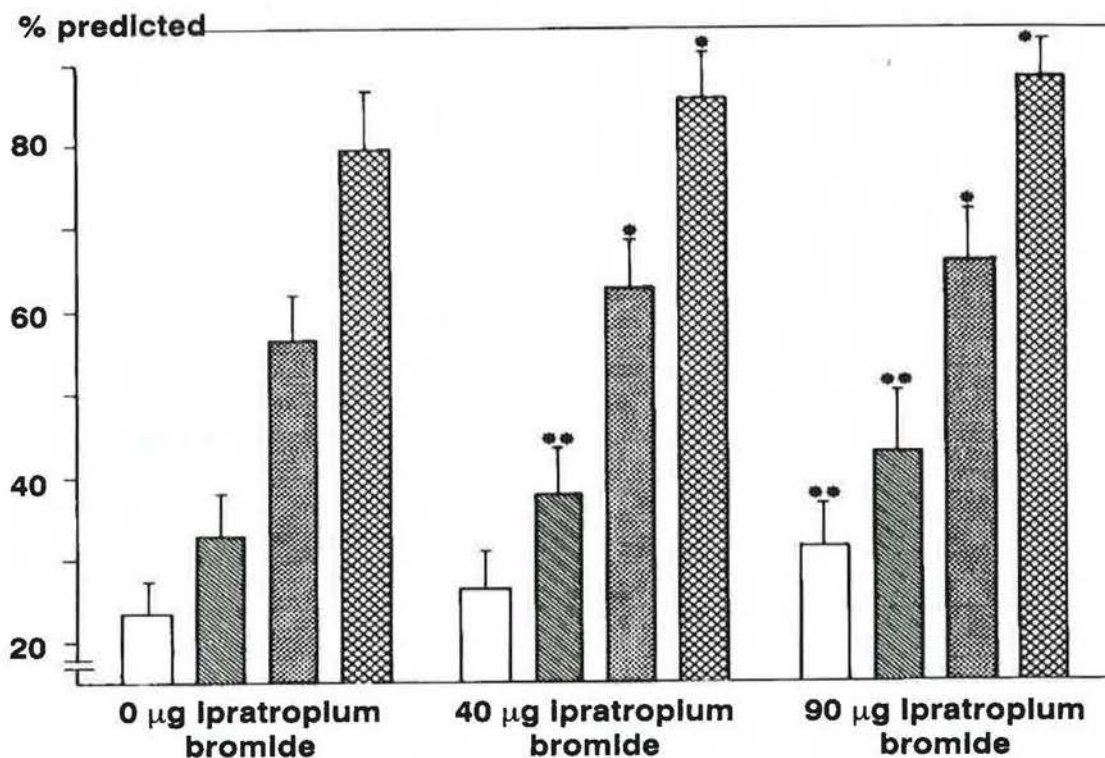 % predicted
80
60
40
20
*
*
*
*
*
**
**
**
0 μg Ipratropium
bromide
40 μg Ipratropium
bromide
90 μg Ipratropium
bromide